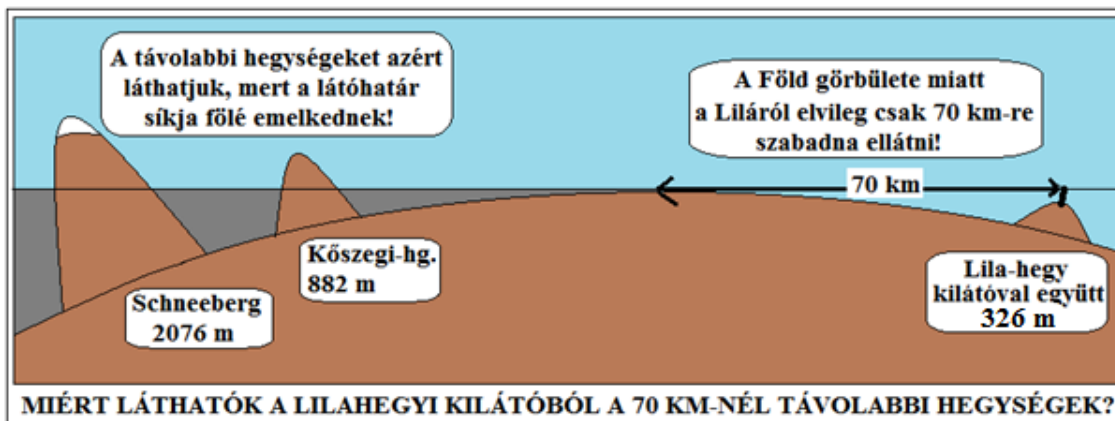 A távolabbi hegységeket azért
láthatjuk, mert a látóhatár
síkja fölé emelkednek!
A Föld görbülete miatt
a Liláról elvileg csak 70 km-re
szabadna ellátni!
70 km
Kőszegi-hg.
882 m
Schneeberg
2076 m
Lila-hegy
kilátóval együtt
326 m
MIÉRT LÁTHATÓK A LILAHEGYI KILÁTÓBÓL A 70 KM-NÉL TÁVOLABBI HEGYSÉGEK?